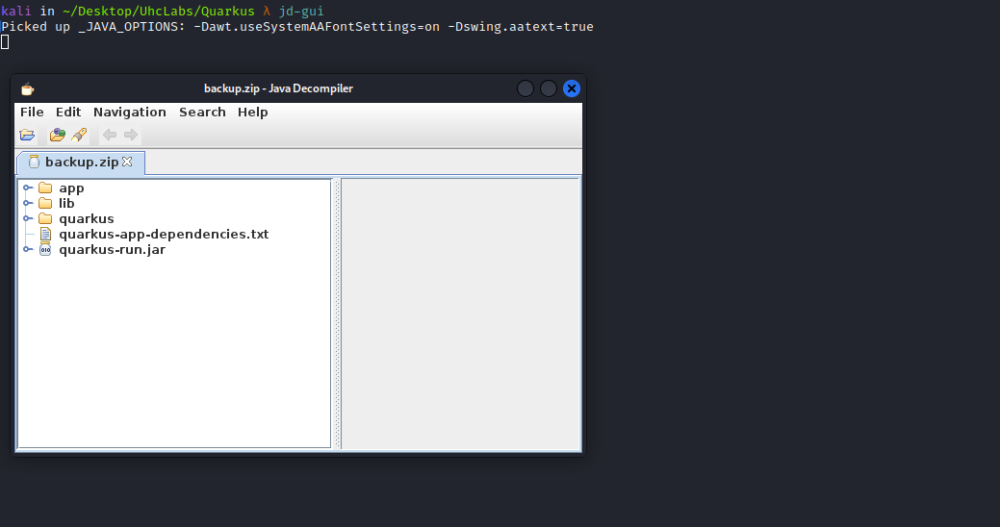 kali in ~/Desktop/UhcLabs/Quarkus λ jd-gui
Picked up _JAVA_OPTIONS: -Dawt.useSystemAAFontSettings=on -Dswing.aatext=true
backup.zip - Java Decompiler
File Edit Navigation Search Help
backup.zip
app
lib
quarkus
quarkus-app-dependencies.txt
quarkus-run.jar